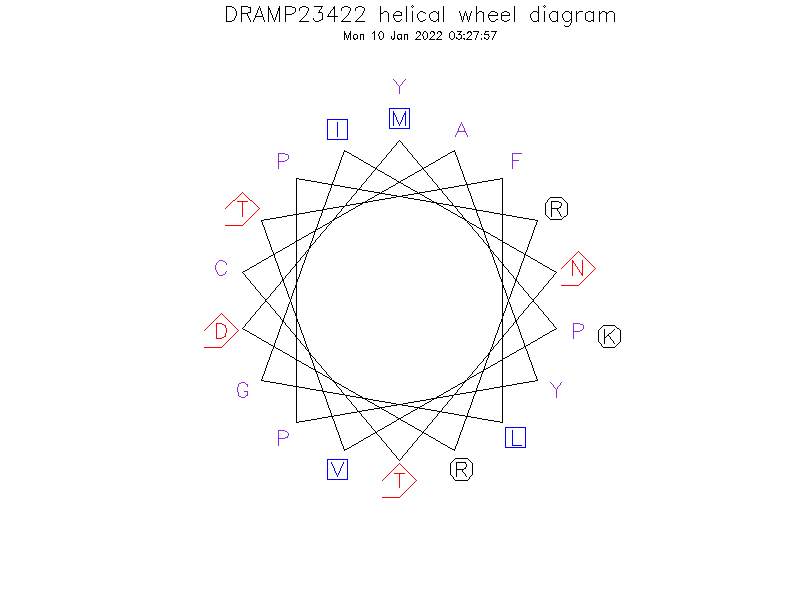 DRAMP23422 helical wheel diagram
Mon 10 Jan 2022 03:27:57
Y
M
I
A
P
F
T
R
C
N
D
P
K
G
Y
P
L
V
R
T